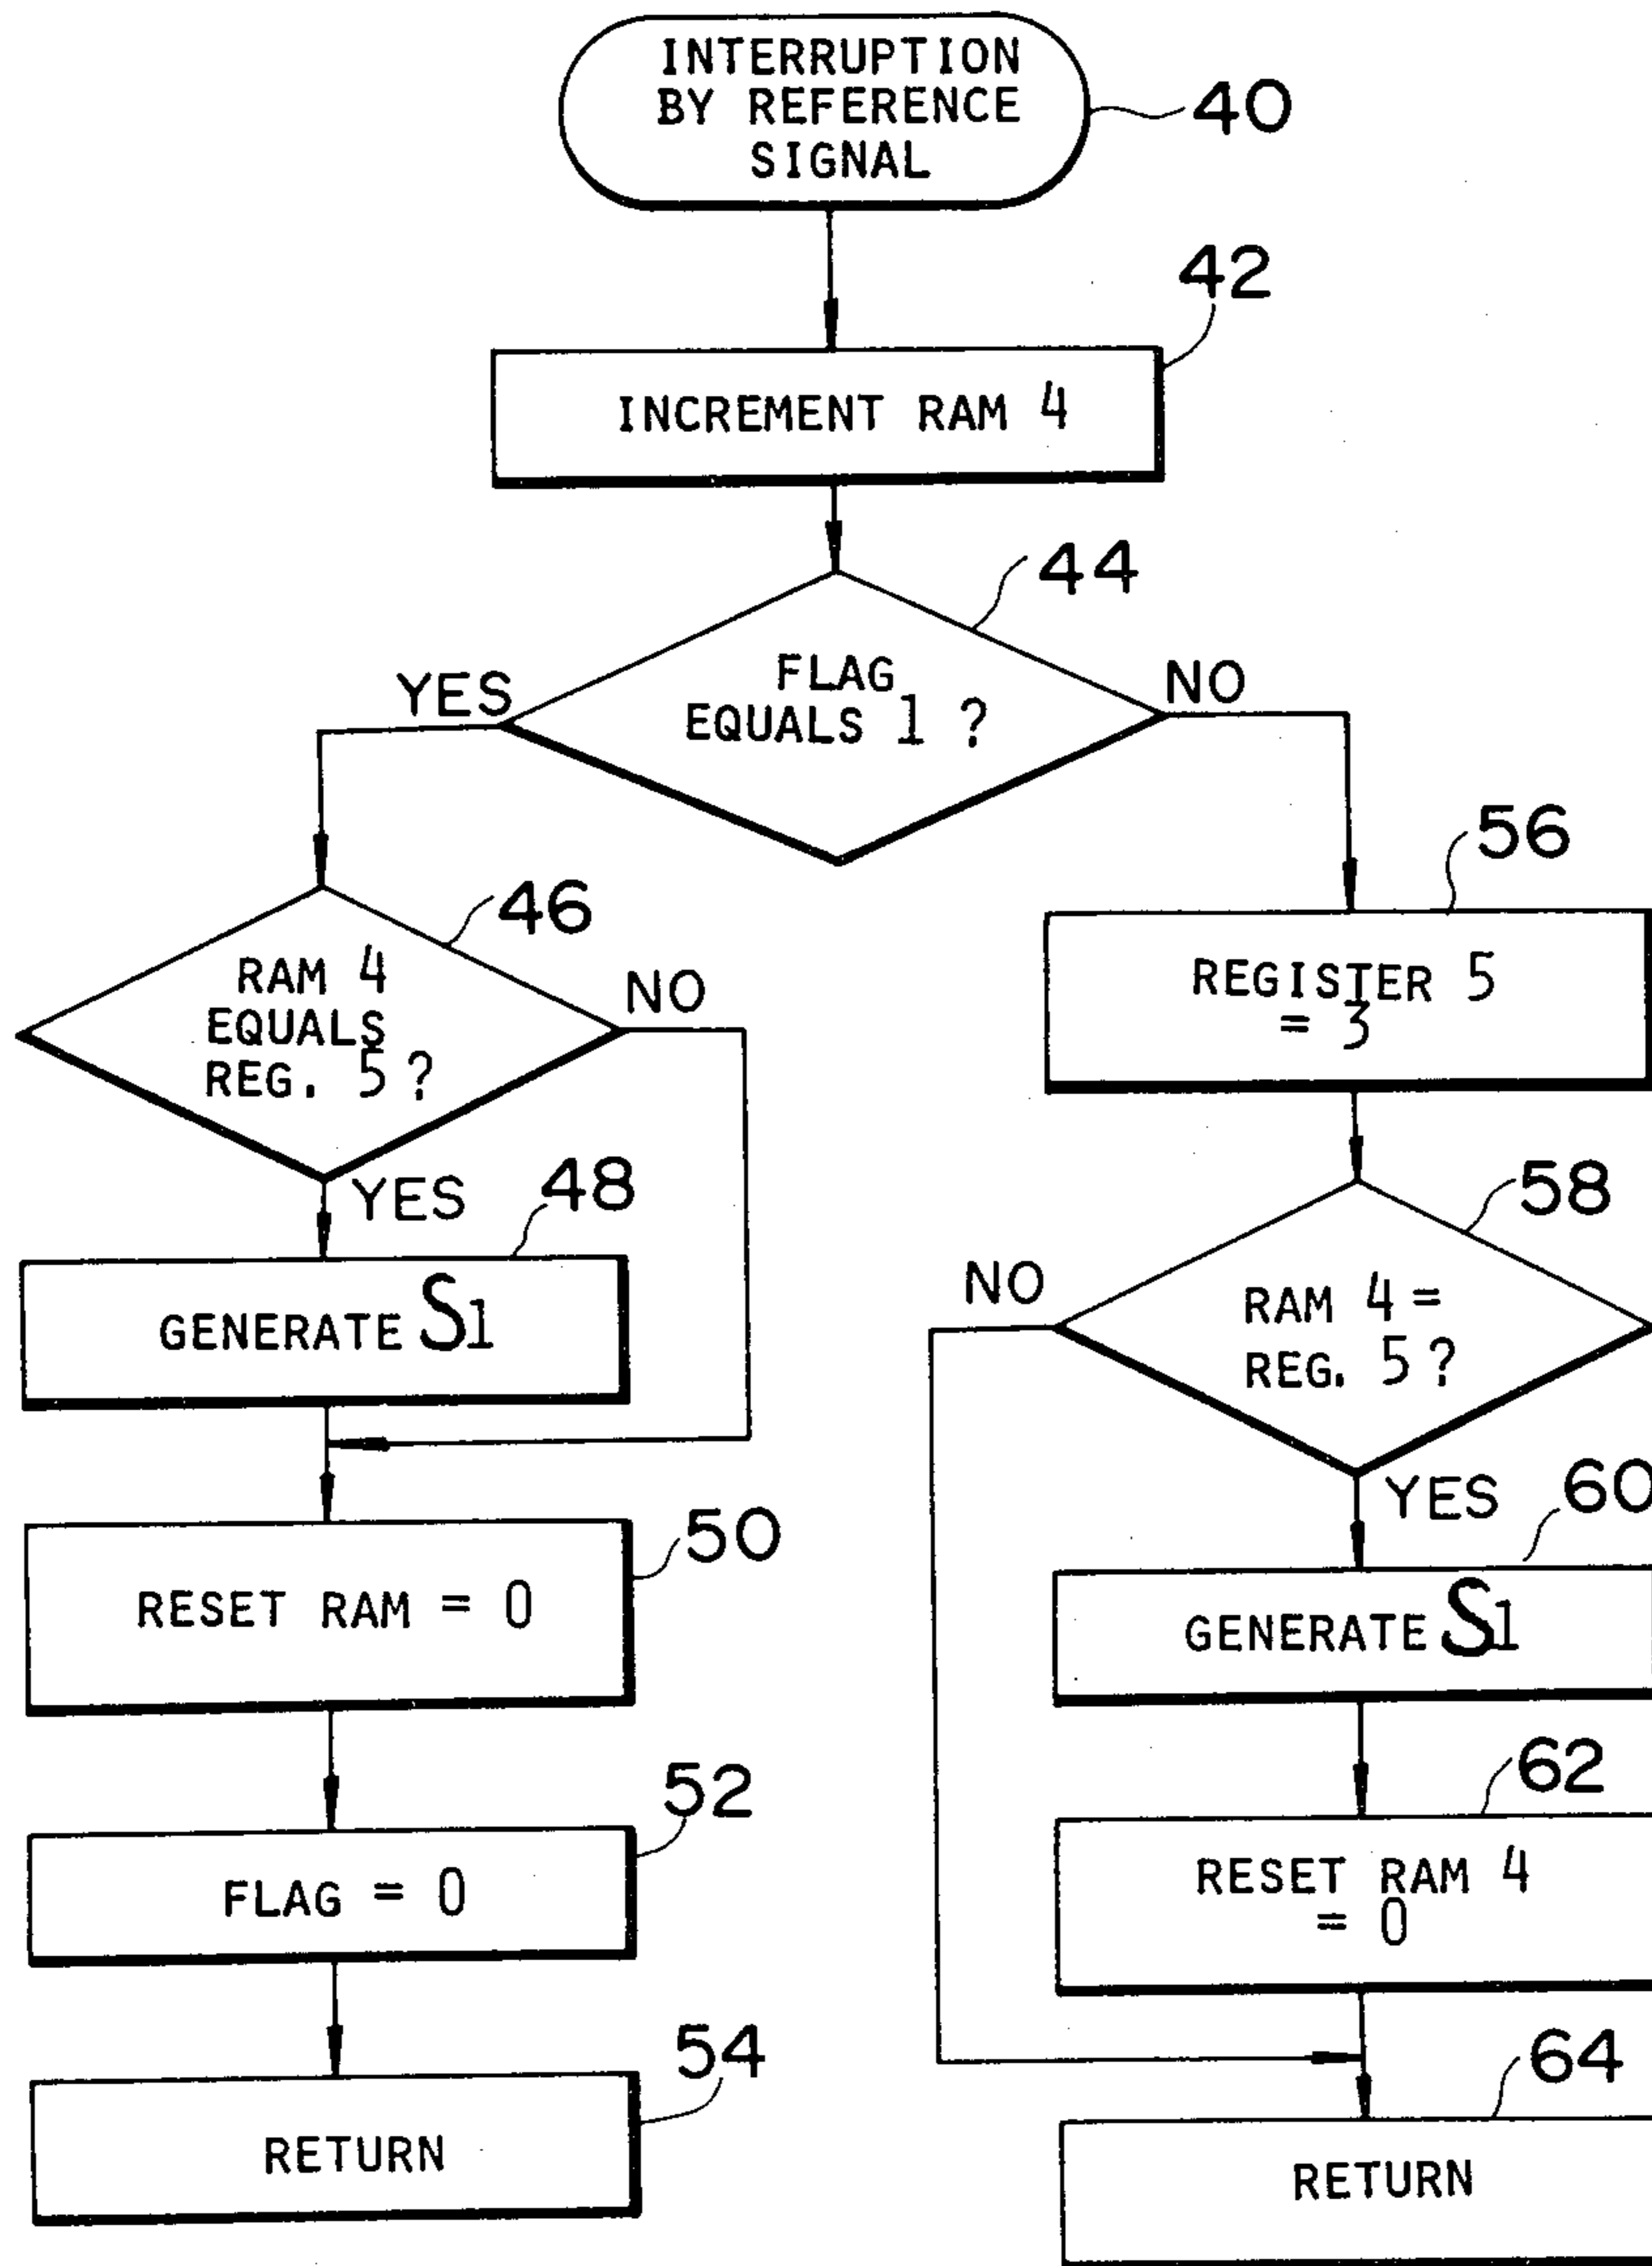 INTERRUPTION
BY REFERENCE
SIGNAL
40
42
INCREMENT RAM 4
44
FLAG
EQUALS 1 ?
YES
NO
46
RAM 4
EQUALS
REG. 5 ?
NO
YES
48
GENERATE S1
50
RESET RAM = 0
52
FLAG = 0
54
RETURN
56
REGISTER 5
= 3
58
RAM 4 =
REG. 5 ?
NO
YES
60
GENERATE S1
62
RESET RAM 4
= 0
64
RETURN